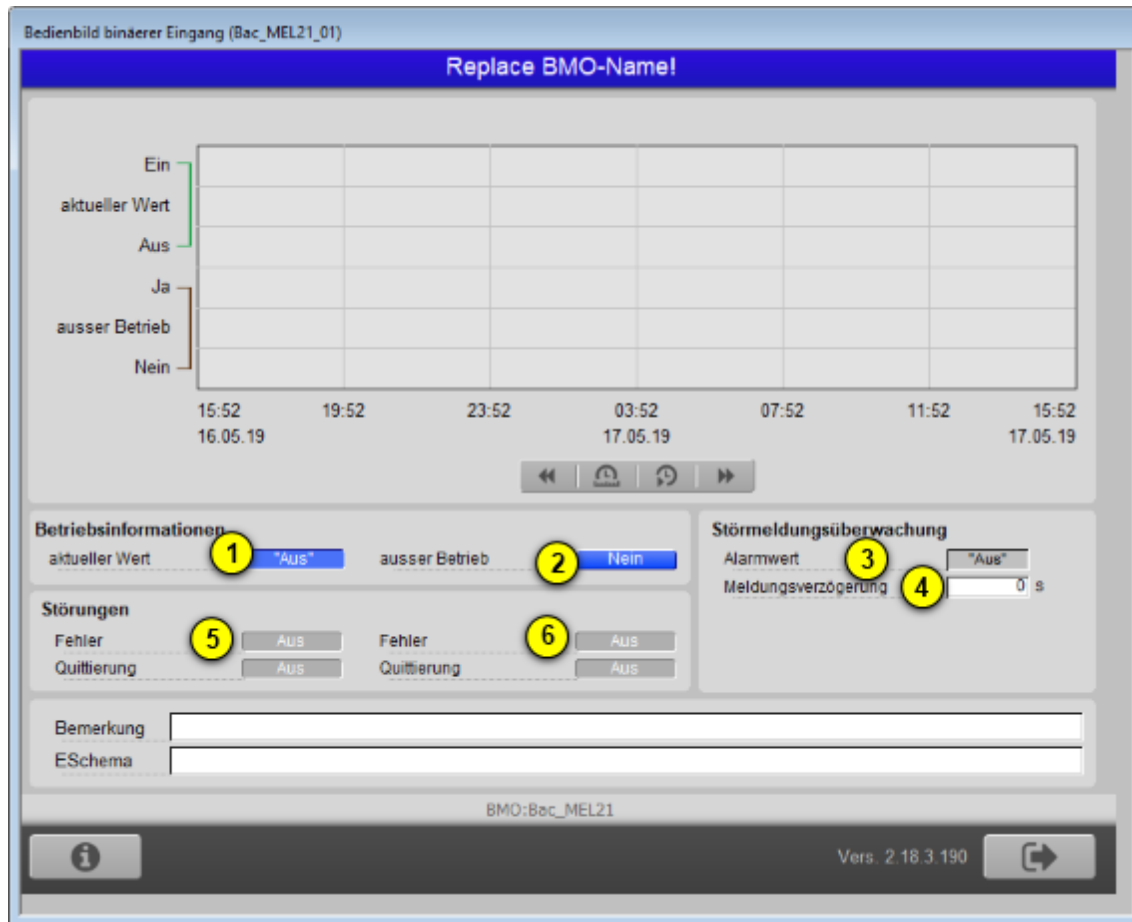 Bedienbild binäerer Eingang (Bac_MEL21_01)
Replace BMO-Name!
Ein
aktueller Wert
Aus
Ja
ausser Betrieb
Nein
15:52 19:52 23:52 03:52 07:52 11:52 15:52
16.05.19 17.05.19 17.05.19
Betriebsinformationen
aktueller Wert 1 "Aus" ausser Betrieb 2 Nein
Störmeldungsüberwachung
Alarmwert 3 "Aus"
Meldungsverzögerung 4 0 s
Störungen
Fehler 5 Aus Fehler 6 Aus
Quittierung Aus Quittierung Aus
Bemerkung
ESchema
BMO:Bac_MEL21
Vers. 2.18.3.190